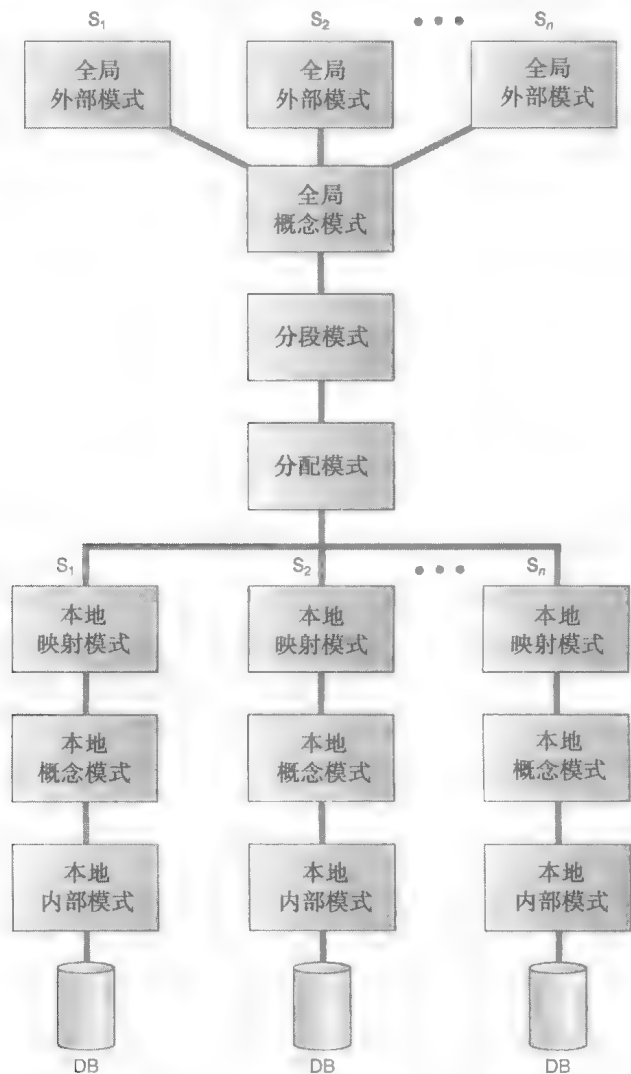 S1
S2
•••
Sn
全局
外部模式
全局
外部模式
全局
外部模式
全局
概念模式
分段模式
分配模式
S1
S2
•••
Sn
本地
映射模式
本地
映射模式
本地
映射模式
本地
概念模式
本地
概念模式
本地
概念模式
本地
内部模式
本地
内部模式
本地
内部模式
DB
DB
DB